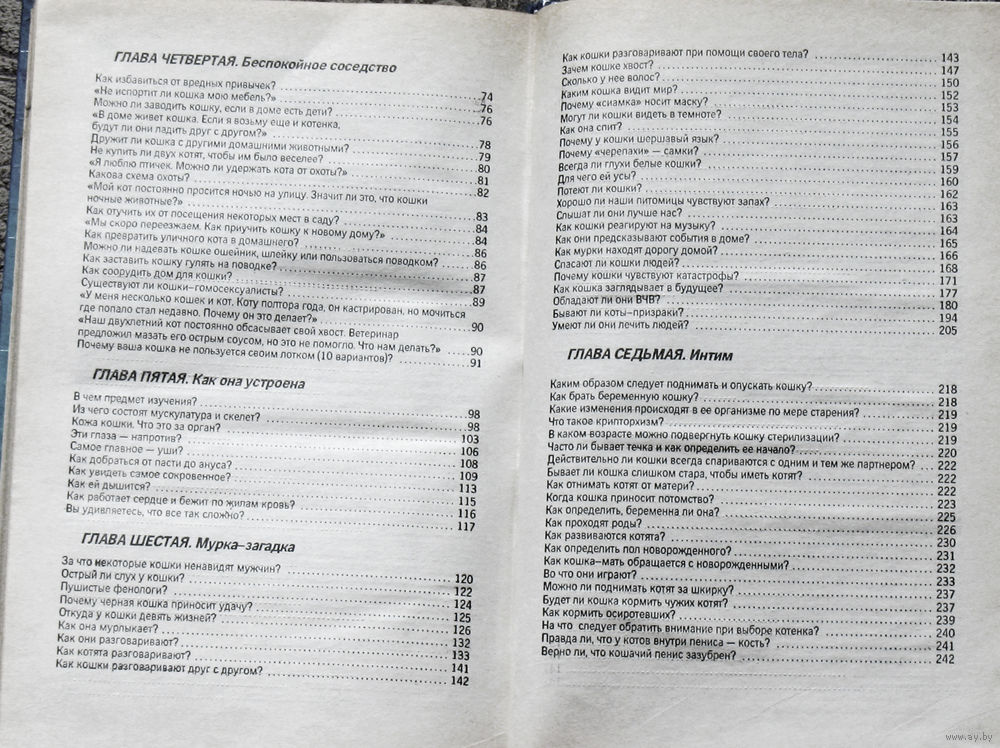 ГЛАВА ЧЕТВЕРТАЯ. Беспокойное соседство
Как избавиться от вредных привычек? 74
«Не испортит ли кошка мою мебель?» 76
Можно ли заводить кошку, если в доме есть дети? 76
«В доме живет кошка. Если я возьму еще и котенка,
будут ли они ладить друг с другом?» 78
Дружит ли кошка с другими домашними животными? 79
Не купить ли двух котят, чтобы им было веселее? 80
«Я люблю птичек. Можно ли удержать кота от охоты?» 81
Какова схема охоты? 82
«Мой кот постоянно просится ночью на улицу. Значит ли это, что кошки
ночные животные?» 83
Как отучить их от посещения некоторых мест в саду? 84
«Мы скоро переезжаем. Как приучить кошку к новому дому?» 84
Как превратить уличного кота в домашнего? 86
Можно ли надевать кошке ошейник, шлейку или пользоваться поводком? 86
Как заставить кошку гулять на поводке? 87
Как соорудить дом для кошки? 87
Существуют ли кошки-гомосексуалисты? 89
«У меня несколько кошек и кот. Коту полтора года, он кастрирован, но мочиться
где попало стал недавно. Почему он это делает?» 90
«Наш двухлетний кот постоянно обсасывает свой хвост. Ветеринар
предложил мазать его острым соусом, но это не помогло. Что нам делать?» 90
Почему ваша кошка не пользуется своим лотком (10 вариантов)? 91
ГЛАВА ПЯТАЯ. Как она устроена
В чем предмет изучения? 98
Из чего состоят мускулатура и скелет? 98
Кожа кошки. Что это за орган? 103
Эти глаза — напротив? 106
Самое главное — уши? 108
Как добраться от пасти до ануса? 109
Как увидеть самое сокровенное? 113
Как ей дышится? 115
Как работает сердце и бежит по жилам кровь? 116
Вы удивляетесь, что все так сложно? 117
ГЛАВА ШЕСТАЯ. Мурка-загадка
За что некоторые кошки ненавидят мужчин? 120
Острый ли слух у кошки? 122
Пушистые фенологи? 124
Почему черная кошка приносит удачу? 125
Откуда у кошки девять жизней? 126
Как она мурлыкает? 132
Как они разговаривают? 133
Как котята разговаривают? 141
Как кошки разговаривают друг с другом? 142
Как кошки разговаривают при помощи своего тела? 143
Зачем кошке хвост? 147
Сколько у нее волос? 150
Каким кошка видит мир? 152
Почему «сиамка» носит маску? 153
Могут ли кошки видеть в темноте? 154
Как она спит? 155
Почему у кошки шершавый язык? 156
Почему «черепахи» — самки? 157
Всегда ли глухи белые кошки? 159
Для чего ей усы? 160
Потеют ли кошки? 162
Хорошо ли наши питомицы чувствуют запах? 163
Слышат ли они лучше нас? 163
Как кошки реагируют на музыку? 164
Как они предсказывают события в доме? 165
Как мурки находят дорогу домой? 166
Спасают ли кошки людей? 168
Почему кошки чувствуют катастрофы? 171
Как кошка заглядывает в будущее? 177
Обладают ли они ВЧВ? 180
Бывают ли коты-призраки? 194
Умеют ли они лечить людей? 205
ГЛАВА СЕДЬМАЯ. Интим
Каким образом следует поднимать и опускать кошку? 218
Как брать беременную кошку? 218
Какие изменения происходят в ее организме по мере старения? 219
Что такое крипторхизм? 219
В каком возрасте можно подвергнуть кошку стерилизации? 219
Часто ли бывает течка и как определить ее начало? 220
Действительно ли кошки всегда спариваются с одним и тем же партнером? 222
Бывает ли кошка слишком стара, чтобы иметь котят? 222
Как отнимать котят от матери? 222
Когда кошка приносит потомство? 223
Как определить, беременна ли она? 225
Как проходят роды? 226
Как развиваются котята? 230
Как определить пол новорожденного? 231
Как кошка-мать обращается с новорожденными? 232
Во что они играют? 233
Можно ли поднимать котят за шкирку? 237
Будет ли кошка кормить чужих котят? 237
Как кормить осиротевших? 239
На что следует обратить внимание при выборе котенка? 240
Правда ли, что у котов внутри пениса — кость? 241
Верно ли, что кошачий пенис зазубрен? 242
www.ay.by